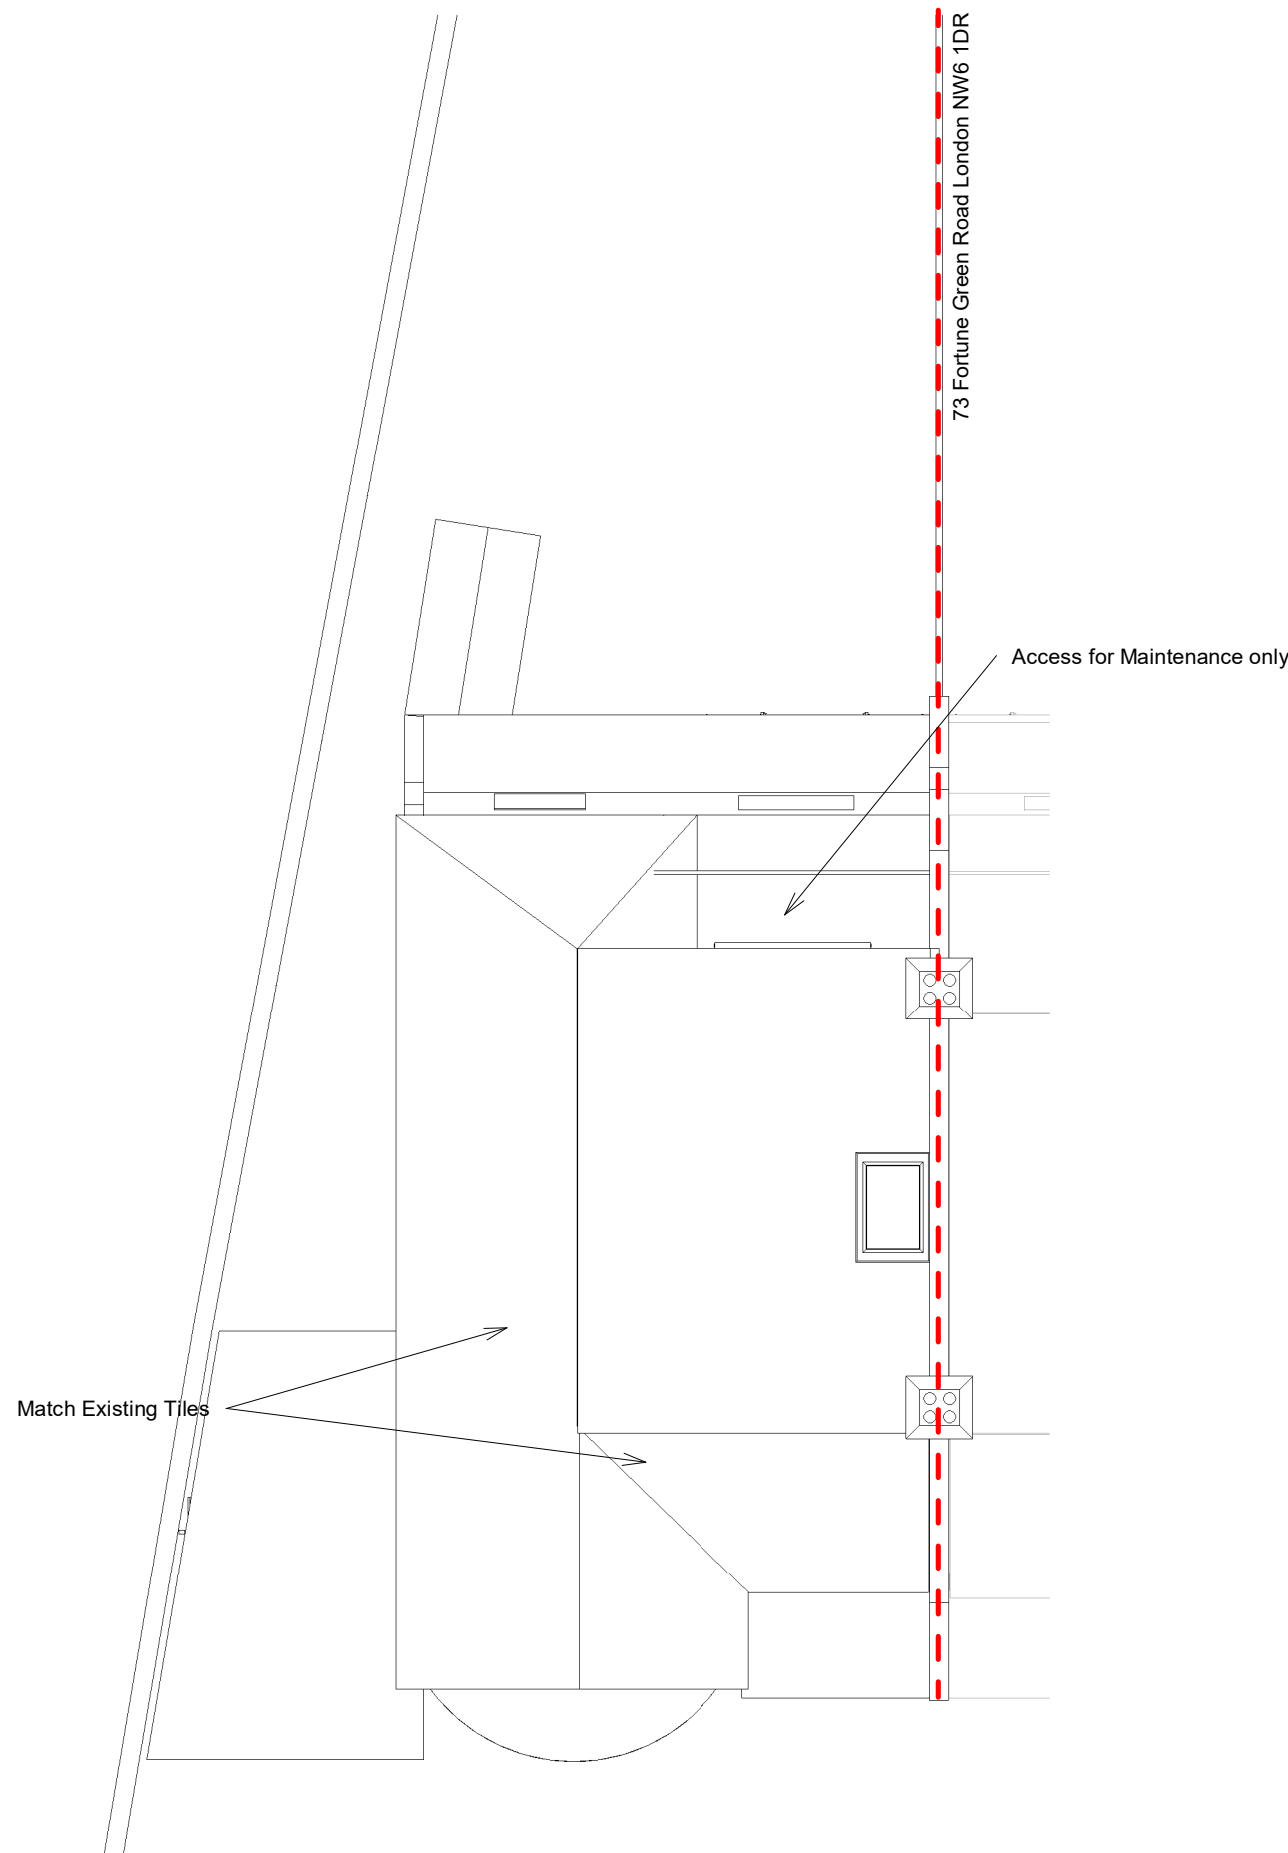 73 Fortune Green Road London NW6 1DR
Access for Maintenance only
Match Existing Tiles